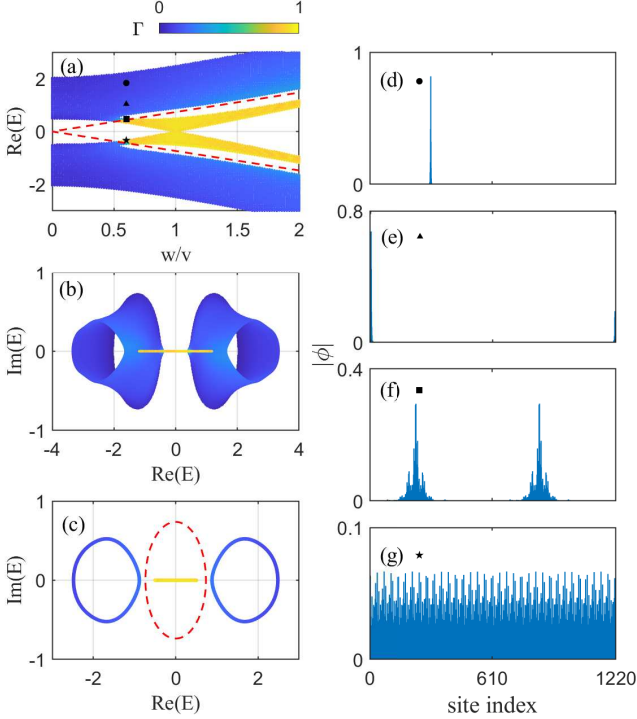 Γ 0 1
(a)
Re(E)
2
0
-2
0 0.5 1 1.5 2
w/v
(b)
Im(E)
1
0
-1
-4 -2 0 2 4
Re(E)
(c)
Im(E)
1
0
-1
-2 0 2
Re(E)
|ϕ|
(d)
1
0
(e)
0.8
0
(f)
0.4
0
(g)
0.1
0
0 610 1220
site index